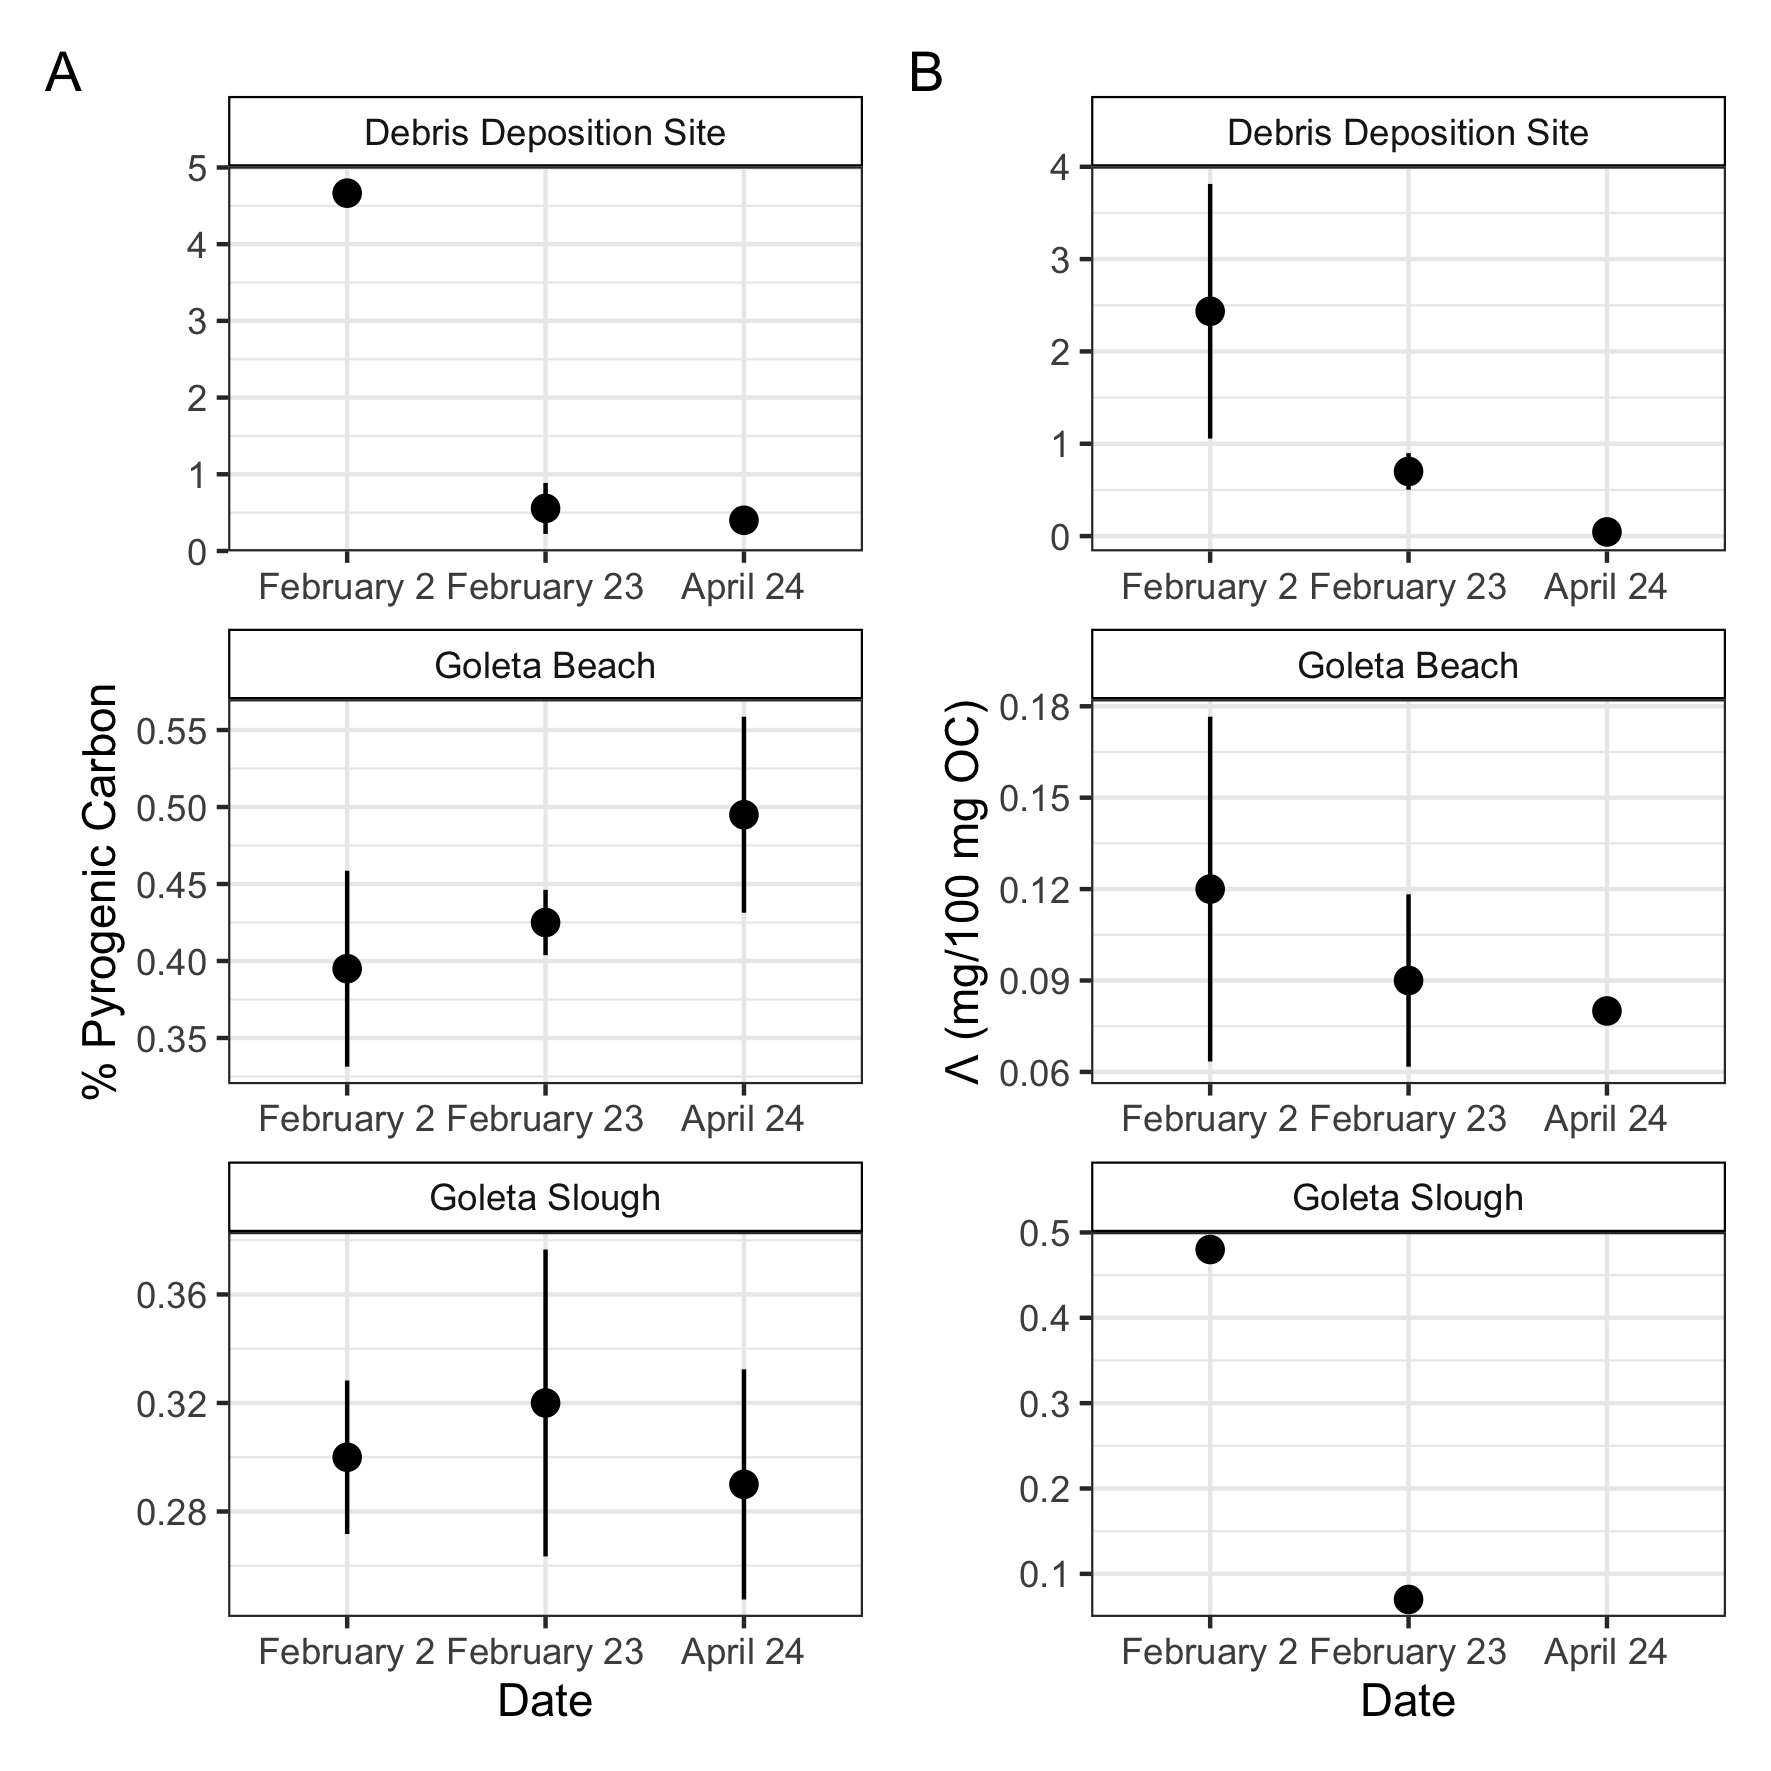 A
Debris Deposition Site
5
4
3
2
1
0
February 2 February 23 April 24
% Pyrogenic Carbon
Goleta Beach
0.55
0.50
0.45
0.40
0.35
February 2 February 23 April 24
Goleta Slough
0.36
0.32
0.28
February 2 February 23 April 24
Date
B
Debris Deposition Site
4
3
2
1
0
February 2 February 23 April 24
Λ (mg/100 mg OC)
Goleta Beach
0.18
0.15
0.12
0.09
0.06
February 2 February 23 April 24
Goleta Slough
0.5
0.4
0.3
0.2
0.1
February 2 February 23 April 24
Date